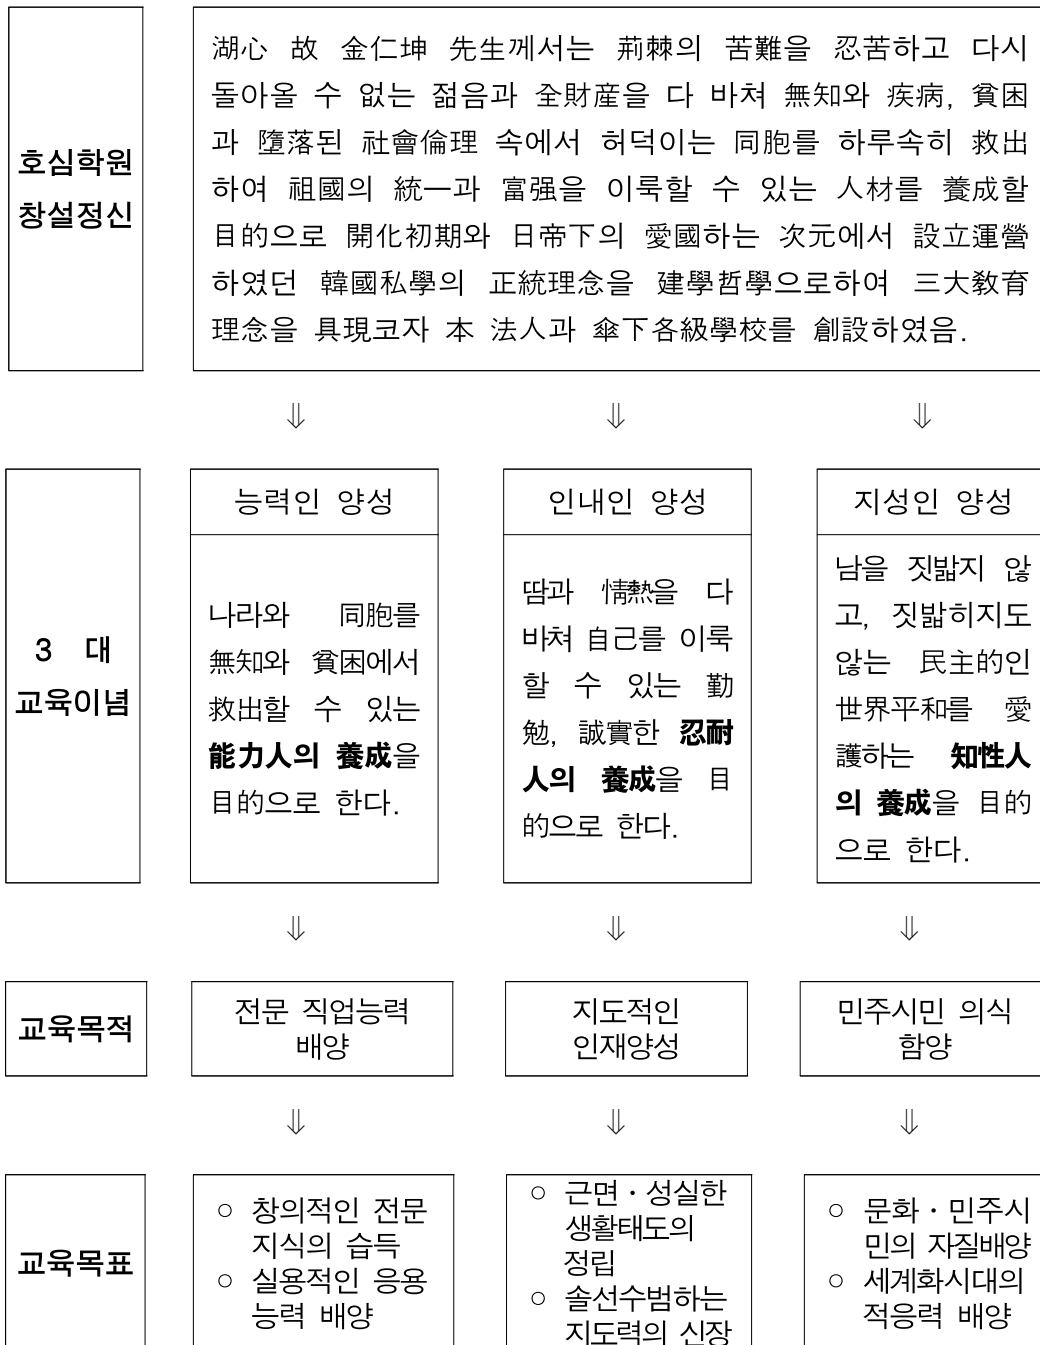 호심학원
창설정신
湖心 故 金仁坤 先生께서는 荊棘의 苦難을 忍苦하고 다시
돌아올 수 없는 젊음과 全財産을 다 바쳐 無知와 疾病, 貧困
과 墮落된 社會倫理 속에서 허덕이는 同胞를 하루속히 救出
하여 祖國의 統一과 富强을 이룩할 수 있는 人材를 養成할
目的으로 開化初期와 日帝下의 愛國하는 次元에서 設立運營
하였던 韓國私學의 正統理念을 建學哲學으로하여 三大敎育
理念을 具現코자 本 法人과 傘下各級學校를 創設하였음.
⇓ ⇓ ⇓
3 대
교육이념
능력인 양성
나라와 同胞를
無知와 貧困에서
救出할 수 있는
能力人의 養成을
目的으로 한다.
인내인 양성
땀과 情熱을 다
바쳐 自己를 이룩
할 수 있는 勤
勉, 誠實한 忍耐
人의 養成을 目
的으로 한다.
지성인 양성
남을 짓밟지 않
고, 짓밟히지도
않는 民主的인
世界平和를 愛
護하는 知性人
의 養成을 目的
으로 한다.
⇓ ⇓ ⇓
교육목적
전문 직업능력
배양
지도적인
인재양성
민주시민 의식
함양
⇓ ⇓ ⇓
교육목표
○ 창의적인 전문
지식의 습득
○ 실용적인 응용
능력 배양
○ 근면・성실한
생활태도의
정립
○ 솔선수범하는
지도력의 신장
○ 문화・민주시
민의 자질배양
○ 세계화시대의
적응력 배양